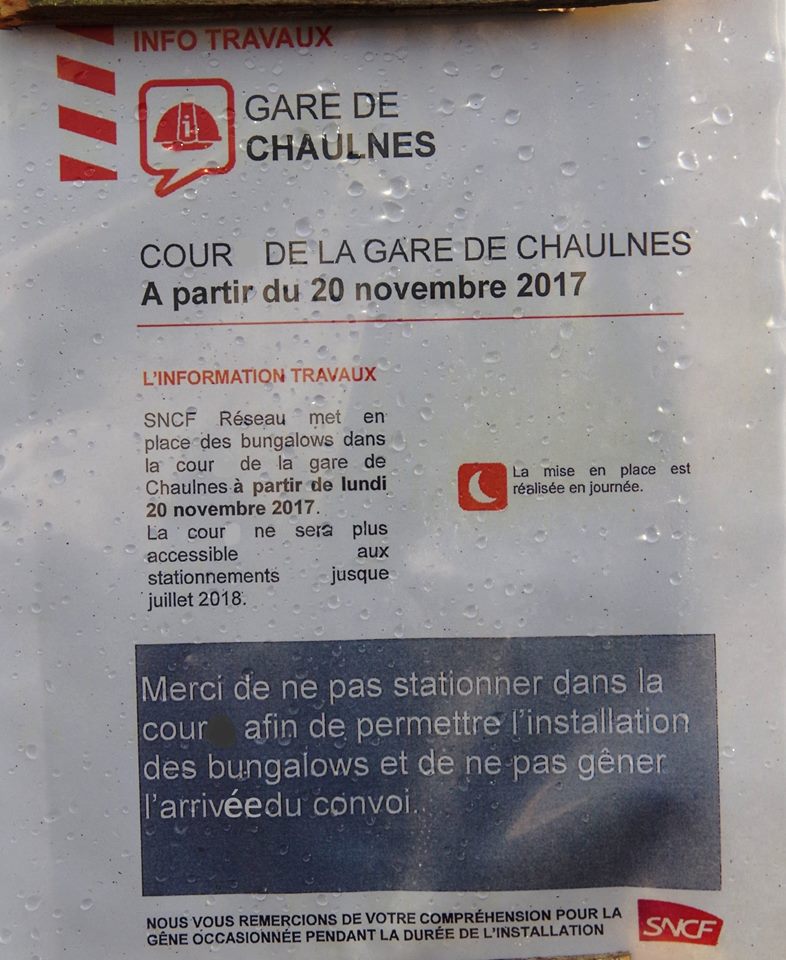 INFO TRAVAUX
i
GARE DE
CHAULNES
COUR DE LA GARE DE CHAULNES
A partir du 20 novembre 2017
L'INFORMATION TRAVAUX
SNCF Réseau met en
place des bungalows dans
la cour de la gare de
Chaulnes à partir de lundi
20 novembre 2017.
La cour ne sera plus
accessible aux
stationnements jusque
juillet 2018.
La mise en place est
réalisée en journée.
Merci de ne pas stationner dans la
cour afin de permettre l'installation
des bungalows et de ne pas gêner
l'arrivéedu convoi.
NOUS VOUS REMERCIONS DE VOTRE COMPRÉHENSION POUR LA
GÊNE OCCASIONNÉE PENDANT LA DURÉE DE L'INSTALLATION
SNCF